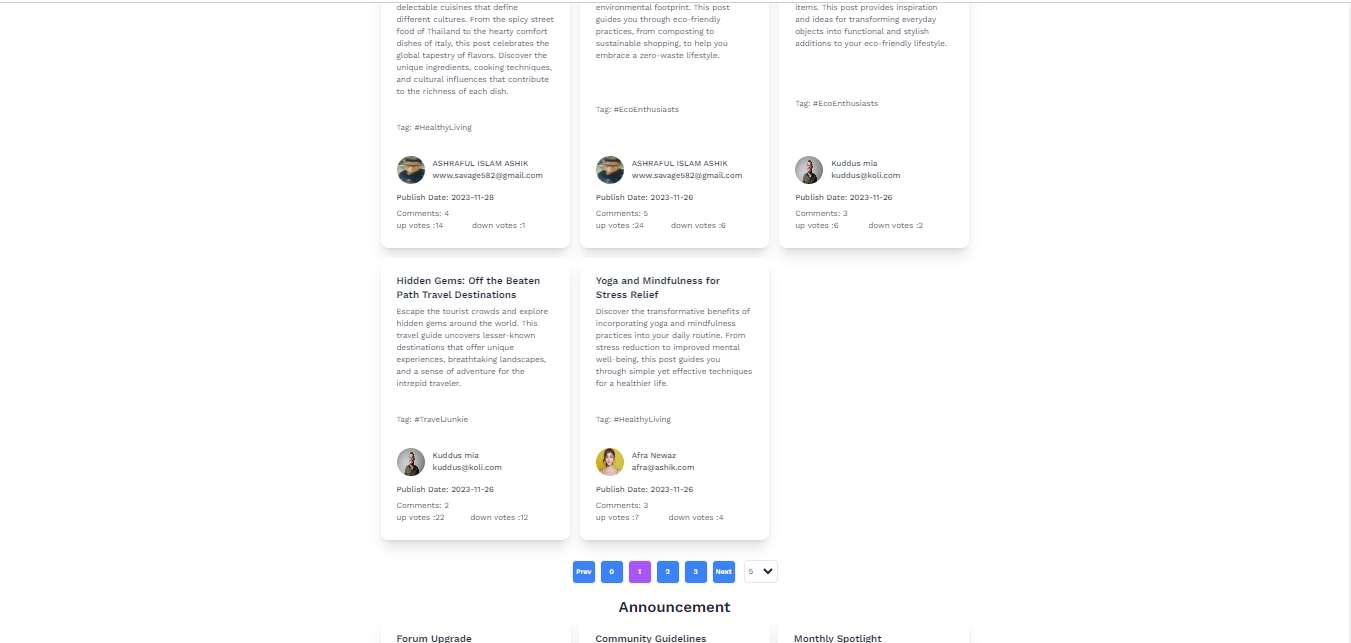 delectable cuisines that define
different cultures. From the spicy street
food of Thailand to the hearty comfort
dishes of Italy, this post celebrates the
global tapestry of flavors. Discover the
unique ingredients, cooking techniques,
and cultural influences that contribute
to the richness of each dish.
Tag: #HealthyLiving
ASHRAFUL ISLAM ASHIK
www.savage582@gmail.com
Publish Date: 2023-11-28
Comments: 4
up votes :14 down votes :1
environmental footprint. This post
guides you through eco-friendly
practices, from composting to
sustainable shopping, to help you
embrace a zero-waste lifestyle.
Tag: #EcoEnthusiasts
ASHRAFUL ISLAM ASHIK
www.savage582@gmail.com
Publish Date: 2023-11-26
Comments: 5
up votes :24 down votes :6
items. This post provides inspiration
and ideas for transforming everyday
objects into functional and stylish
additions to your eco-friendly lifestyle.
Tag: #EcoEnthusiasts
Kuddus mia
kuddus@koli.com
Publish Date: 2023-11-26
Comments: 3
up votes :6 down votes :2
Hidden Gems: Off the Beaten
Path Travel Destinations
Escape the tourist crowds and explore
hidden gems around the world. This
travel guide uncovers lesser-known
destinations that offer unique
experiences, breathtaking landscapes,
and a sense of adventure for the
intrepid traveler.
Tag: #TravelJunkie
Kuddus mia
kuddus@koli.com
Publish Date: 2023-11-26
Comments: 2
up votes :22 down votes :12
Yoga and Mindfulness for
Stress Relief
Discover the transformative benefits of
incorporating yoga and mindfulness
practices into your daily routine. From
stress reduction to improved mental
well-being, this post guides you
through simple yet effective techniques
for a healthier life.
Tag: #HealthyLiving
Afra Newaz
afra@ashik.com
Publish Date: 2023-11-26
Comments: 3
up votes :7 down votes :4
Prev 0 1 2 3 Next 5
Announcement
Forum Upgrade Community Guidelines Monthly Spotlight